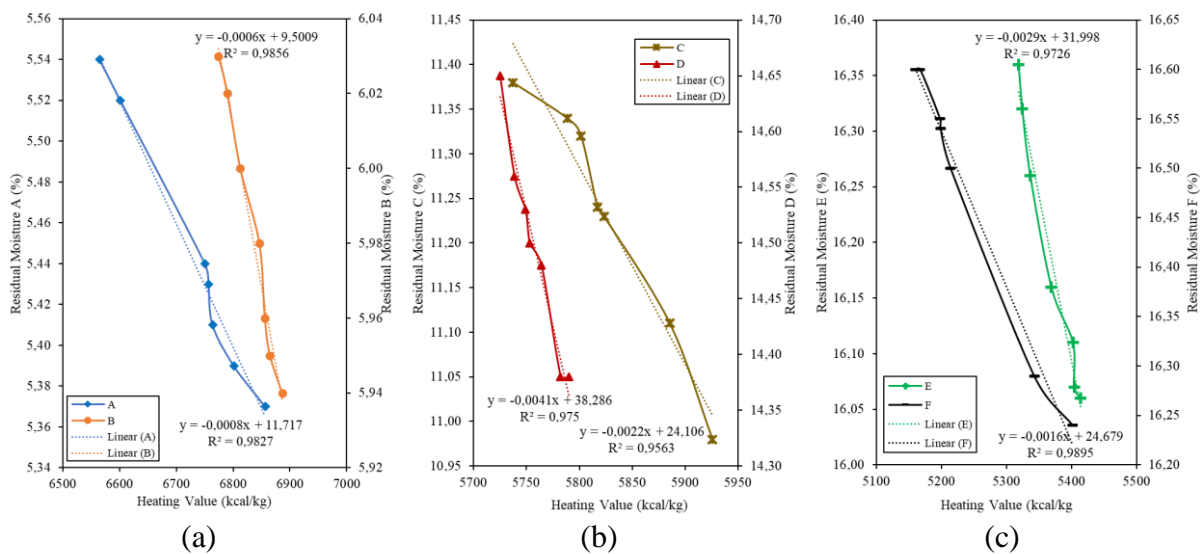 5,56
5,54
5,52
5,50
5,48
5,46
5,44
5,42
5,40
5,38
5,36
5,34
Residual Moisture A (%)
6500 6600 6700 6800 6900 7000
Heating Value (kcal/kg)
6,04
6,02
6,00
5,98
5,96
5,94
5,92
Residual Moisture B (%)
y = -0,0006x + 9,5009
R² = 0,9856
y = -0,0008x + 11,717
R² = 0,9827
A
B
Linear (A)
Linear (B)
(a)
11,45
11,40
11,35
11,30
11,25
11,20
11,15
11,10
11,05
11,00
10,95
Residual Moisture C (%)
5700 5750 5800 5850 5900 5950
Heating Value (kcal/kg)
14,70
14,65
14,60
14,55
14,50
14,45
14,40
14,35
14,30
Residual Moisture D (%)
C
D
Linear (C)
Linear (D)
y = -0,0041x + 38,286
R² = 0,975
y = -0,0022x + 24,106
R² = 0,9563
(b)
16,40
16,35
16,30
16,25
16,20
16,15
16,10
16,05
16,00
Residual Moisture E (%)
5100 5200 5300 5400 5500
Heating Value (kcal/kg
16,65
16,60
16,55
16,50
16,45
16,40
16,35
16,30
16,25
16,20
Residual Moisture F (%)
y = -0,0029x + 31,998
R² = 0,9726
E
F
Linear (E)
Linear (F)
y = -0,0016x + 24,679
R² = 0,9895
(c)